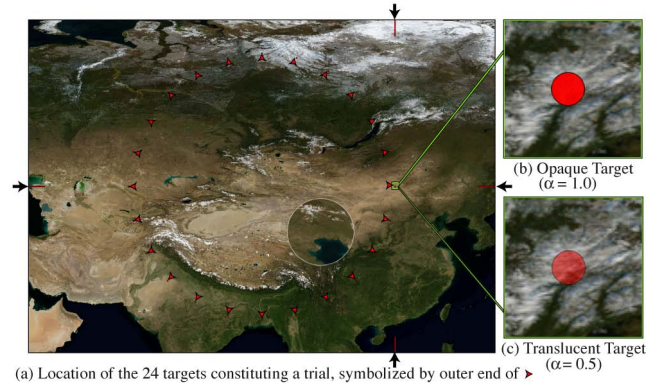 (b) Opaque Target
(α = 1.0)
(c) Translucent Target
(α = 0.5)
(a) Location of the 24 targets constituting a trial, symbolized by outer end of ➤